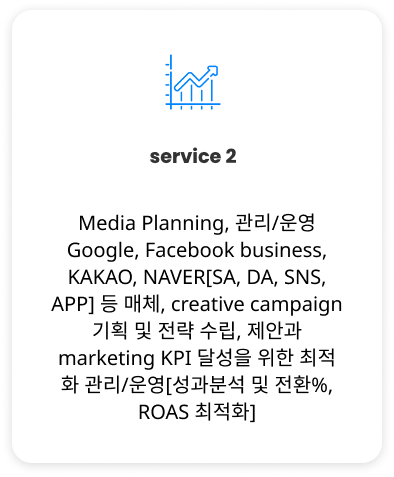 service 2
Media Planning, 관리/운영
Google, Facebook business,
KAKAO, NAVER[SA, DA, SNS,
APP] 등 매체, creative campaign
기획 및 전략 수립, 제안과
marketing KPI 달성을 위한 최적
화 관리/운영[성과분석 및 전환%,
ROAS 최적화]